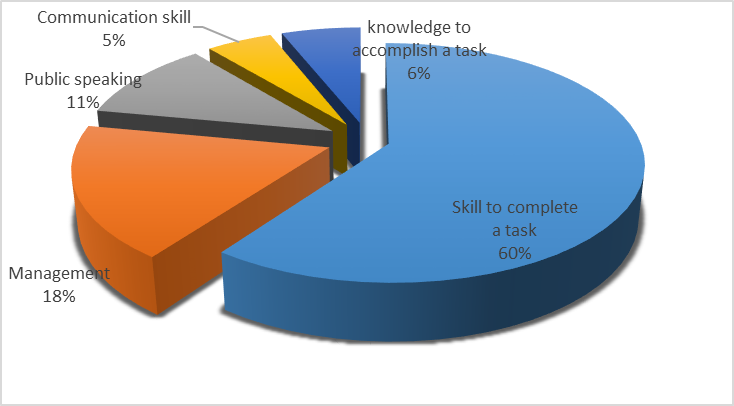 Communication skill
5%
knowledge to
accomplish a task
6%
Public speaking
11%
Skill to complete
a task
60%
Management
18%